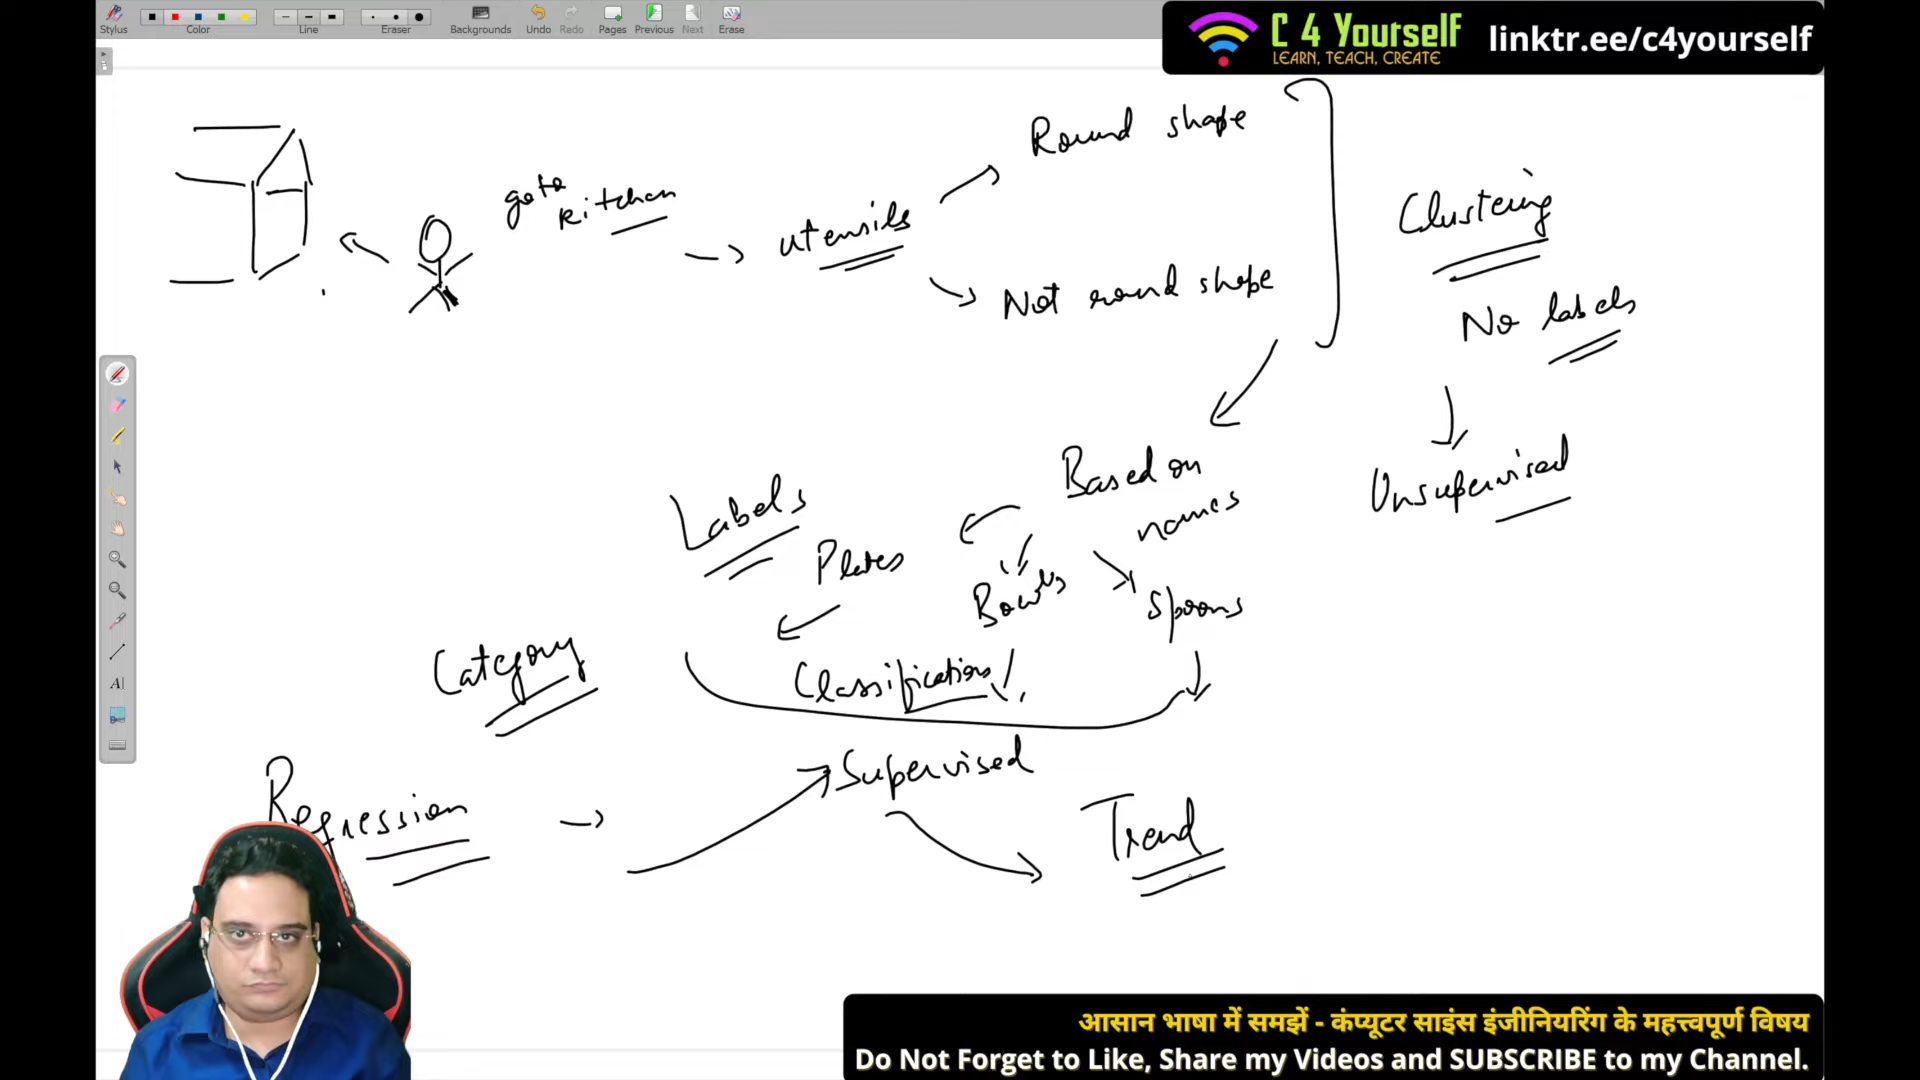 Stylus
Color
Line
Eraser
Backgrounds
Undo
Redo
Pages
Previous
Next
Erase
C 4 Yourself
LEARN, TEACH, CREATE
linktr.ee/c4yourself
Round shape
go to
kitchen
utensils
Not round shape
Clustering
No labels
Unsupervised
Based on
names
Labels
Plates
Bowls
Spoons
Category
Classification
Supervised
Regression
Trend
आसान भाषा में समझें - कंप्यूटर साइंस इंजीनियरिंग के महत्त्वपूर्ण विषय
Do Not Forget to Like, Share my Videos and SUBSCRIBE to my Channel.